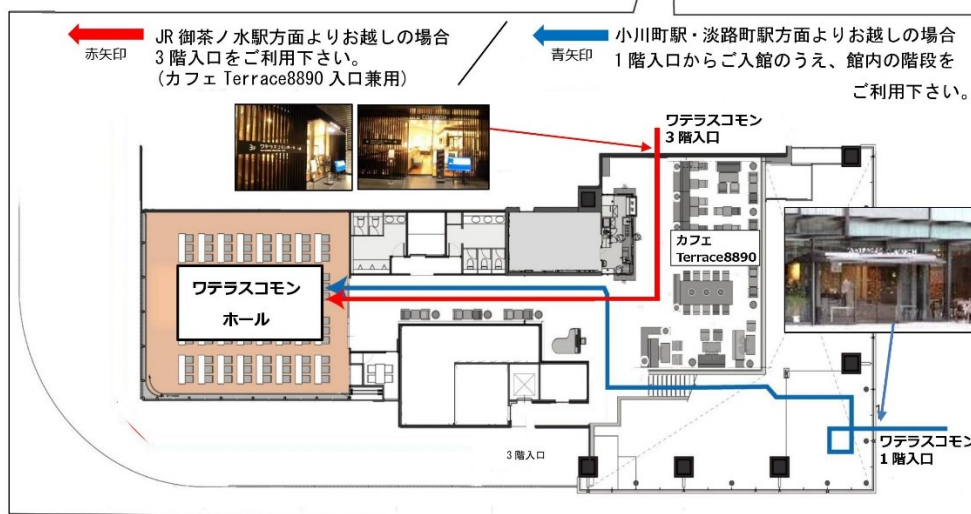 JR 御茶ノ水駅方面よりお越しの場合
赤矢印
3階入口をご利用下さい。
(カフェ Terrace8890 入口兼用)
小川町駅・淡路町駅方面よりお越しの場合
青矢印
1階入口からご入館のうえ、館内の階段を
ご利用下さい。
ワテラスコモン
3階入口
カフェ
Terrace8890
ワテラスコモン
ホール
ワテラスコモン
1階入口
3階入口